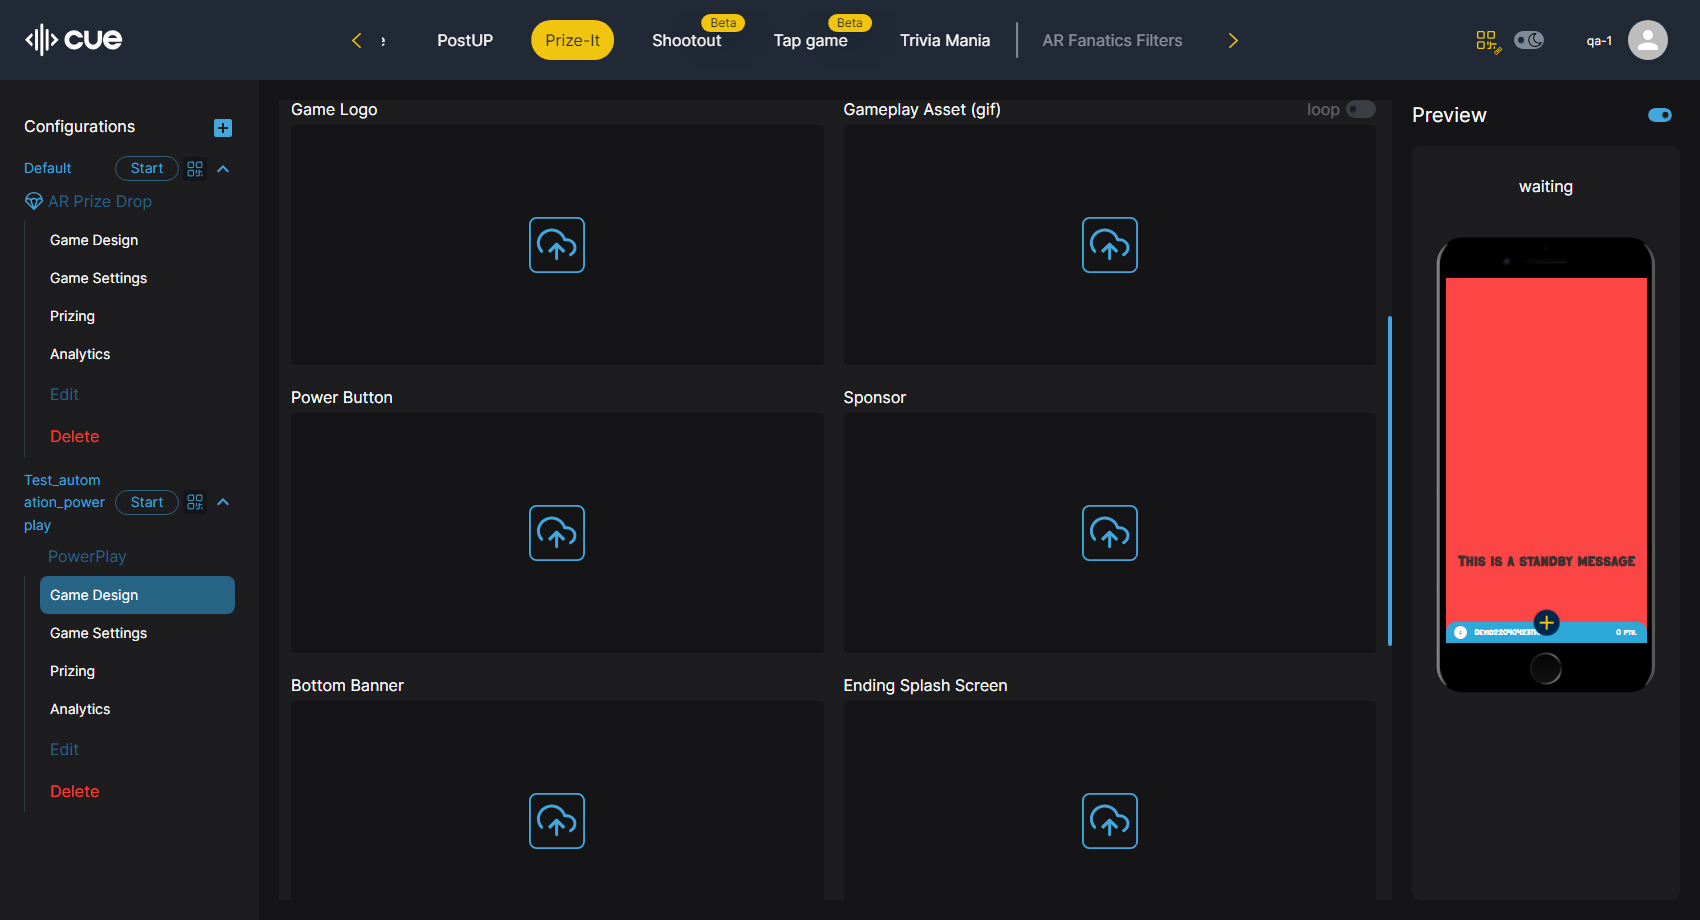 cue
PostUP
Prize-It
Shootout
Beta
Tap game
Beta
Trivia Mania
AR Fanatics Filters
qa-1
Configurations
Default
Start
AR Prize Drop
Game Design
Game Settings
Prizing
Analytics
Edit
Delete
Test_autom
ation_power
play
Start
PowerPlay
Game Design
Game Settings
Prizing
Analytics
Edit
Delete
Game Logo
Gameplay Asset (gif)
loop
Power Button
Sponsor
Bottom Banner
Ending Splash Screen
Preview
waiting
This is a standby message
0 pts.